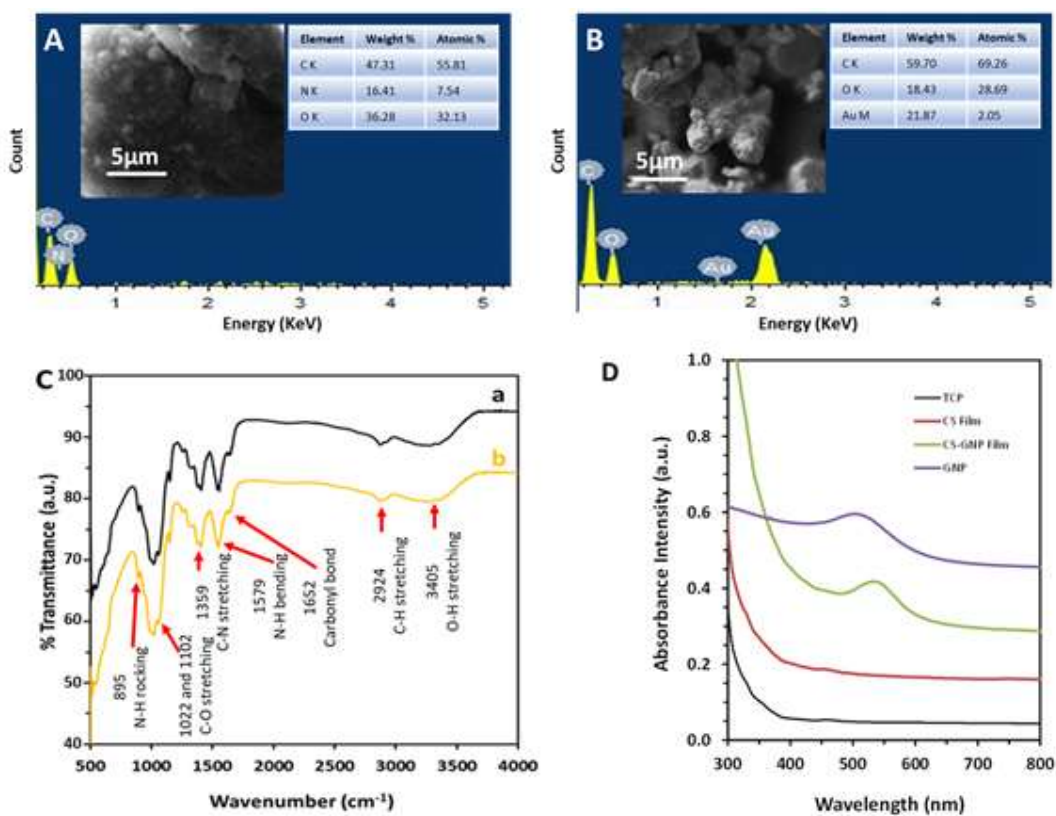 A
Element Weight % Atomic %
C K 47.31 55.81
N K 16.41 7.54
O K 36.28 32.13
5μm
Count
C
O
N
1 2 3 4 5
Energy (KeV)
B
Element Weight % Atomic %
C K 59.70 69.26
O K 18.43 28.69
Au M 21.87 2.05
5μm
Count
C
O
Au
Au
1 2 3 4 5
Energy (KeV)
C
100
90
80
70
60
50
40
% Transmittance (a.u.)
a
b
895
N-H rocking
1022 and 1102
C-O stretching
1359
C-N stretching
1579
N-H bending
1652
Carbonyl bond
2924
C-H stretching
3405
O-H stretching
500 1000 1500 2000 2500 3000 3500 4000
Wavenumber (cm⁻¹)
D
1.0
0.8
0.6
0.4
0.2
0.0
Absorbance Intensity (a.u.)
TCP
CS Film
CS-GNP Film
GNP
300 400 500 600 700 800
Wavelength (nm)